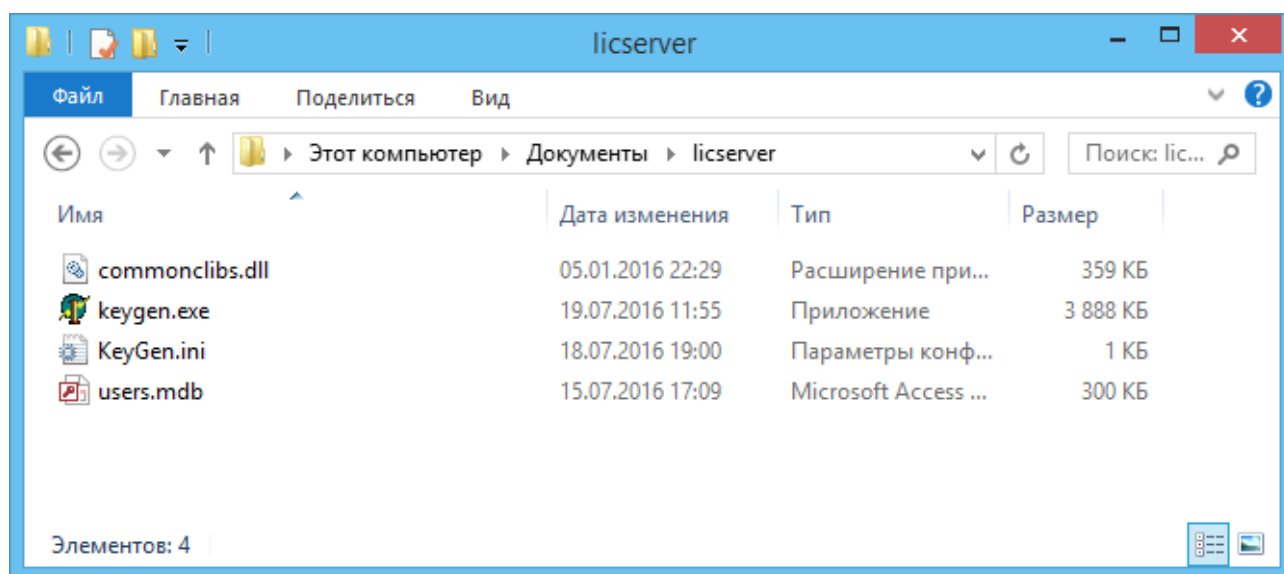 licserver
Файл Главная Поделиться Вид
Этот компьютер Документы licserver Поиск: lic...
Имя Дата изменения Тип Размер
commonclibs.dll 05.01.2016 22:29 Расширение при... 359 КБ
keygen.exe 19.07.2016 11:55 Приложение 3 888 КБ
KeyGen.ini 18.07.2016 19:00 Параметры конф... 1 КБ
users.mdb 15.07.2016 17:09 Microsoft Access ... 300 КБ
Элементов: 4